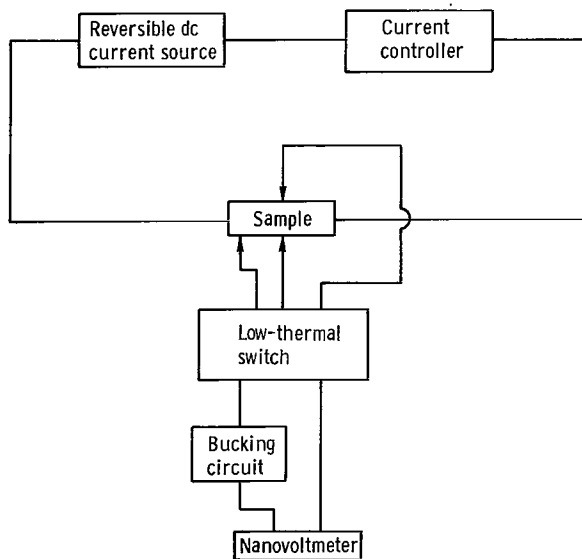 Reversible dc
current source
Current
controller
Sample
Low-thermal
switch
Bucking
circuit
Nanovoltmeter